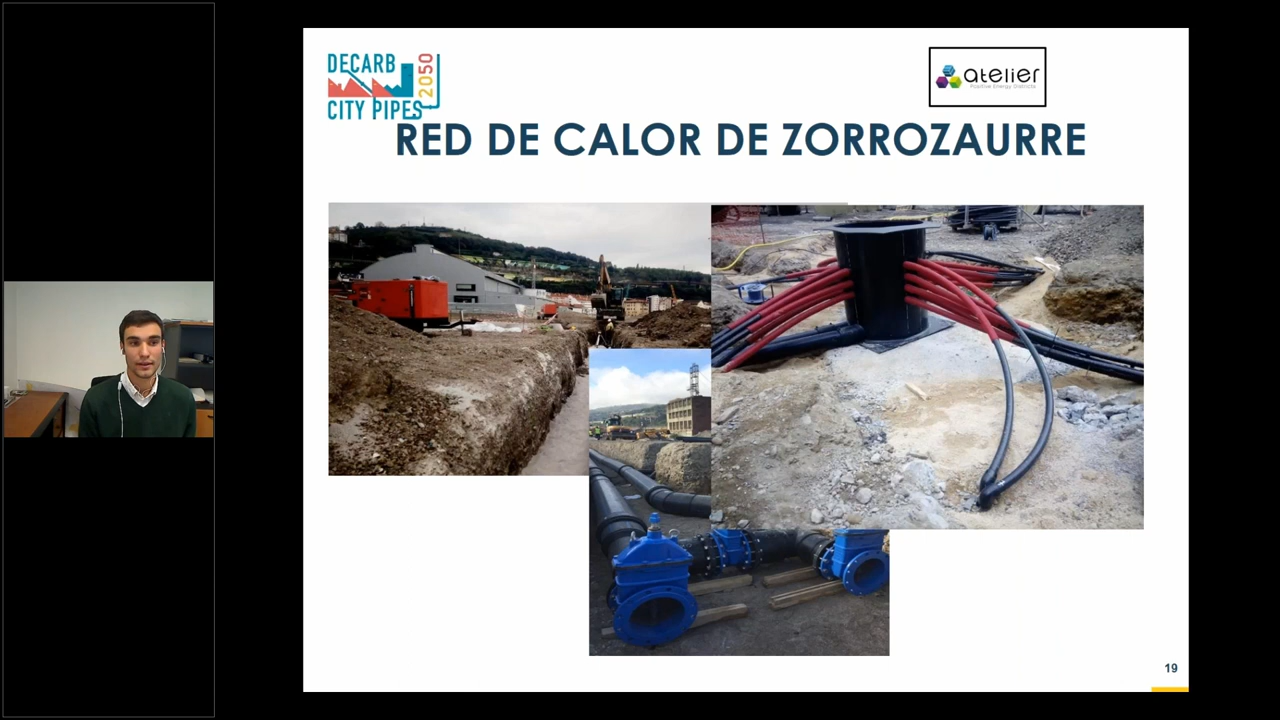 DECARB
CITY PIPES
2050
atelier
Positive Energy Districts
RED DE CALOR DE ZORROZAURRE
19